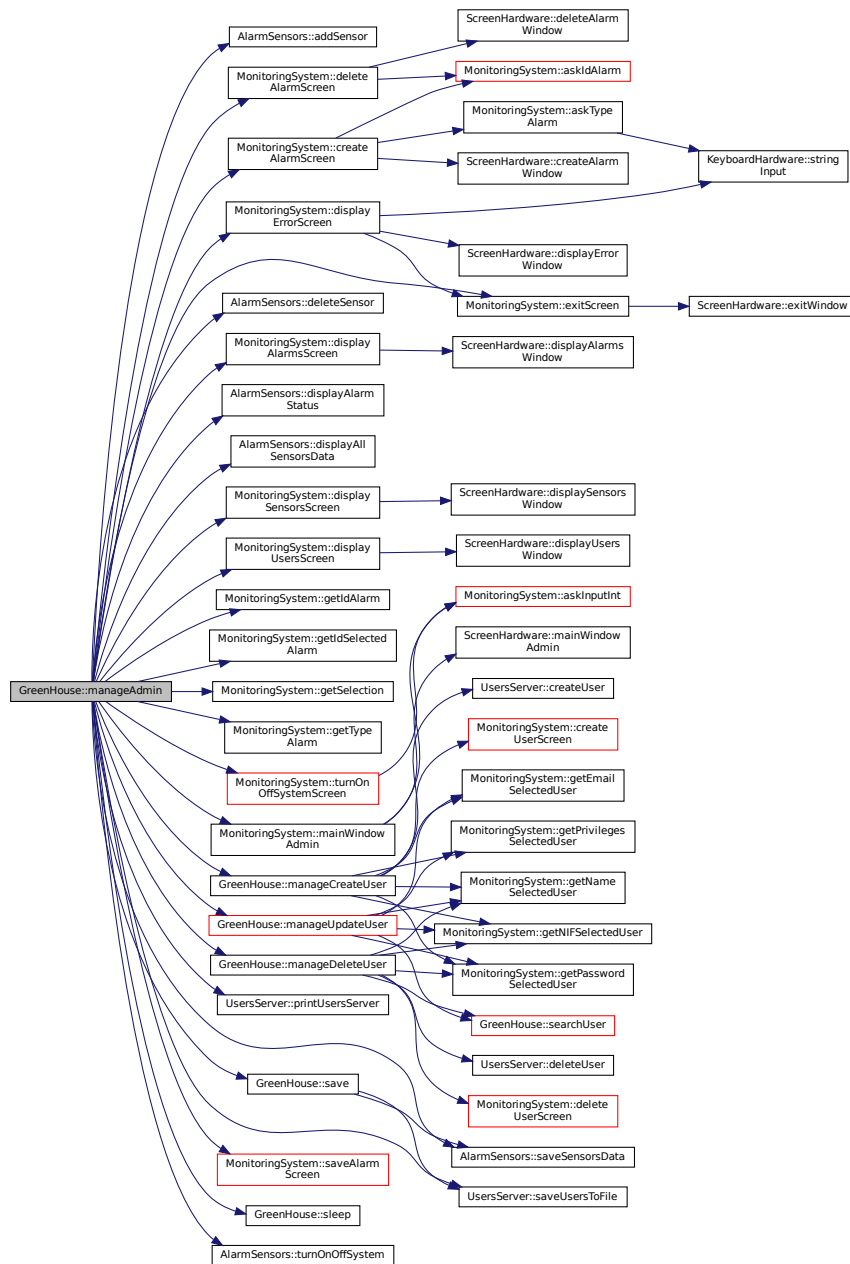 ScreenHardware::deleteAlarm
Window
AlarmSensors::addSensor
MonitoringSystem::delete
AlarmScreen
MonitoringSystem::askIdAlarm
MonitoringSystem::askType
Alarm
MonitoringSystem::create
AlarmScreen
ScreenHardware::createAlarm
Window
KeyboardHardware::string
Input
MonitoringSystem::display
ErrorScreen
ScreenHardware::displayError
Window
AlarmSensors::deleteSensor
MonitoringSystem::exitScreen
ScreenHardware::exitWindow
MonitoringSystem::display
AlarmsScreen
ScreenHardware::displayAlarms
Window
AlarmSensors::displayAlarm
Status
AlarmSensors::displayAll
SensorsData
MonitoringSystem::display
SensorsScreen
ScreenHardware::displaySensors
Window
MonitoringSystem::display
UsersScreen
ScreenHardware::displayUsers
Window
MonitoringSystem::getIdAlarm
MonitoringSystem::askInputInt
MonitoringSystem::getIdSelected
Alarm
ScreenHardware::mainWindow
Admin
GreenHouse::manageAdmin
MonitoringSystem::getSelection
UsersServer::createUser
MonitoringSystem::getType
Alarm
MonitoringSystem::create
UserScreen
MonitoringSystem::turnOn
OffSystemScreen
MonitoringSystem::getEmail
SelectedUser
MonitoringSystem::mainWindow
Admin
MonitoringSystem::getPrivileges
SelectedUser
GreenHouse::manageCreateUser
MonitoringSystem::getName
SelectedUser
GreenHouse::manageUpdateUser
MonitoringSystem::getNIFSelectedUser
GreenHouse::manageDeleteUser
MonitoringSystem::getPassword
SelectedUser
UsersServer::printUsersServer
GreenHouse::searchUser
UsersServer::deleteUser
GreenHouse::save
MonitoringSystem::delete
UserScreen
MonitoringSystem::saveAlarm
Screen
AlarmSensors::saveSensorsData
UsersServer::saveUsersToFile
GreenHouse::sleep
AlarmSensors::turnOnOffSystem